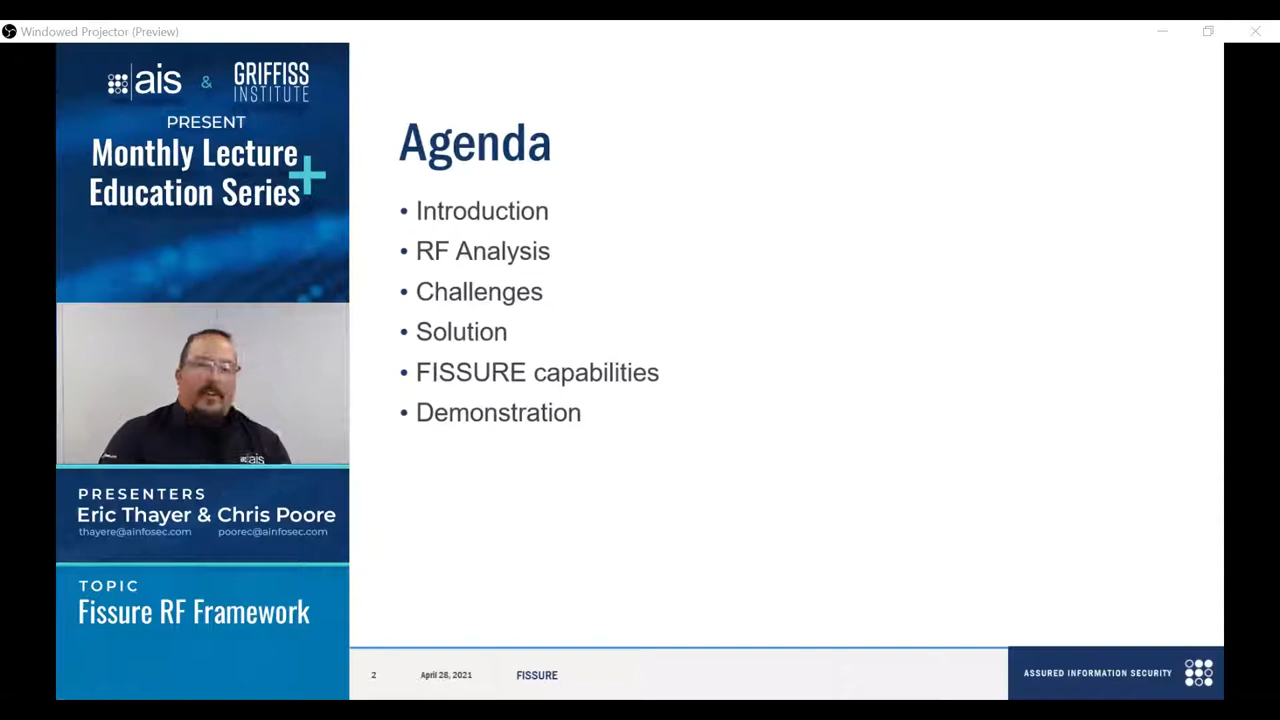 Windowed Projector (Preview)
ais & GRIFFISS INSTITUTE
PRESENT
Monthly Lecture
Education Series+
ais
PRESENTERS
Eric Thayer & Chris Poore
thayere@ainfosec.com poorec@ainfosec.com
TOPIC
Fissure RF Framework
Agenda
• Introduction
• RF Analysis
• Challenges
• Solution
• FISSURE capabilities
• Demonstration
2 April 28, 2021 FISSURE ASSURED INFORMATION SECURITY